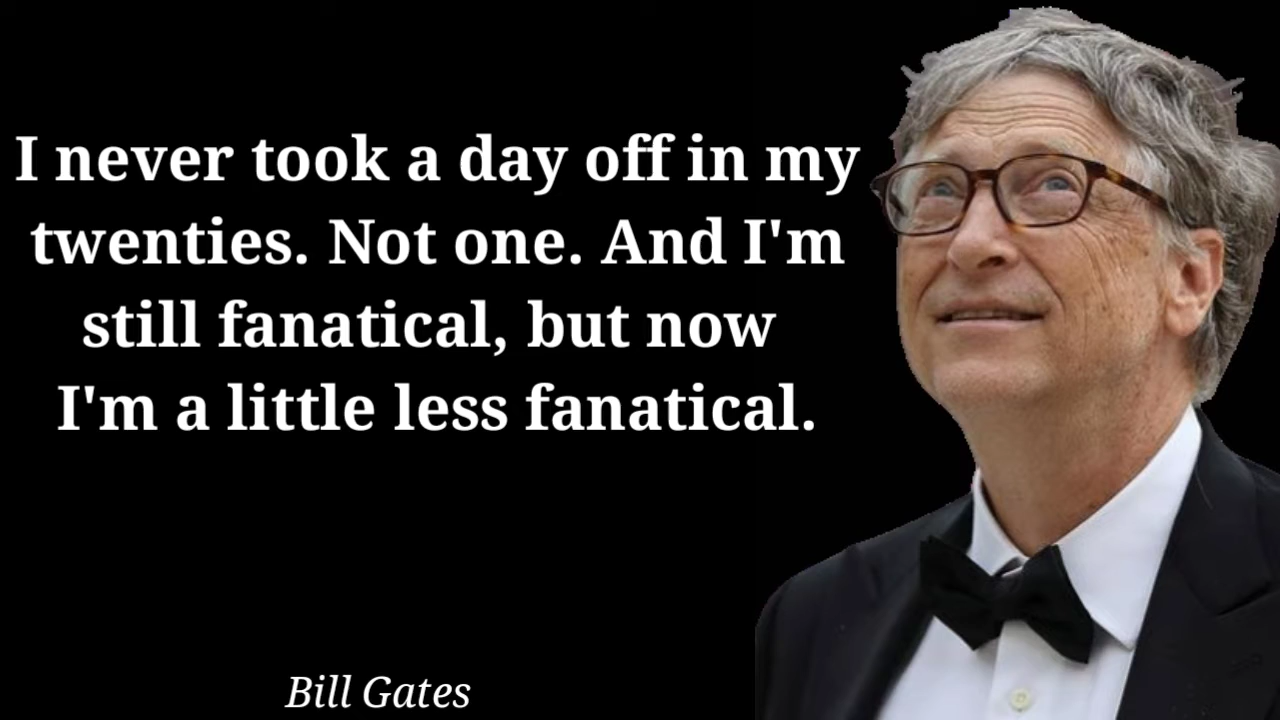 I never took a day off in my
twenties. Not one. And I'm
still fanatical, but now
I'm a little less fanatical.
Bill Gates